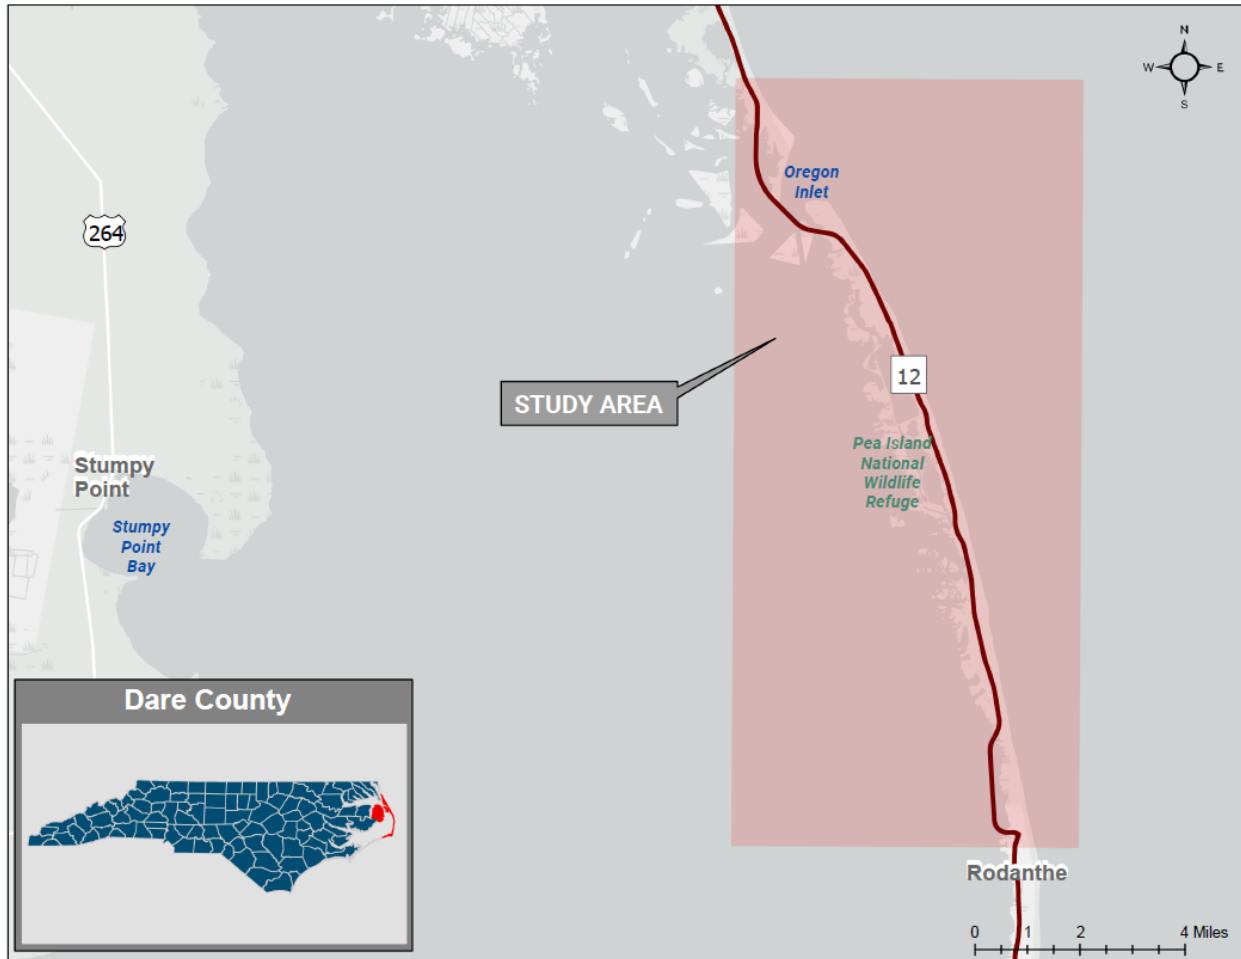 N
W E
S
Oregon
Inlet
264
12
STUDY AREA
Pea Island
National
Wildlife
Refuge
Stumpy
Point
Stumpy
Point
Bay
Dare County
Rodanthe
0 1 2 4 Miles